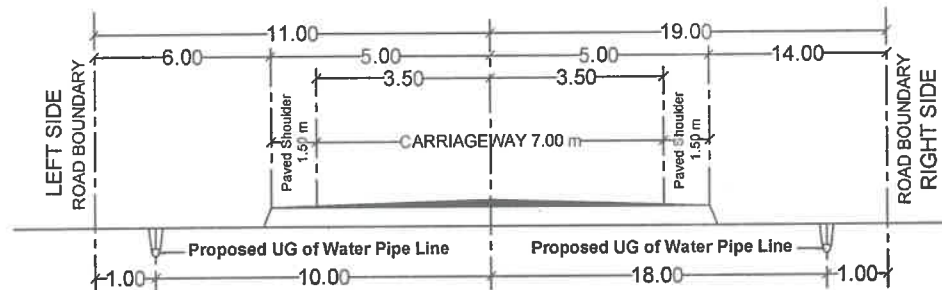 11.00 19.00
6.00 5.00 5.00 14.00
3.50 3.50
LEFT SIDE
ROAD BOUNDARY
Paved Shoulder
1.50 m
CARRIAGEWAY 7.00 m
Paved Shoulder
1.50 m
ROAD BOUNDARY
RIGHT SIDE
Proposed UG of Water Pipe Line Proposed UG of Water Pipe Line
1.00 10.00 18.00 1.00